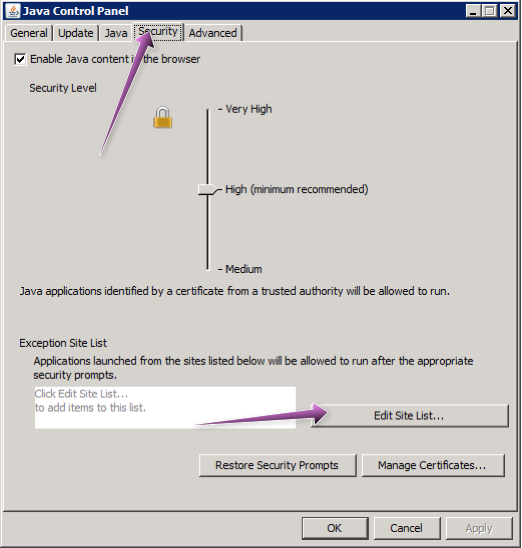 Java Control Panel
General Update Java Security Advanced
Enable Java content in the browser
Security Level
- Very High
- High (minimum recommended)
- Medium
Java applications identified by a certificate from a trusted authority will be allowed to run.
Exception Site List
Applications launched from the sites listed below will be allowed to run after the appropriate
security prompts.
Click Edit Site List...
to add items to this list.
Edit Site List...
Restore Security Prompts Manage Certificates...
OK Cancel Apply